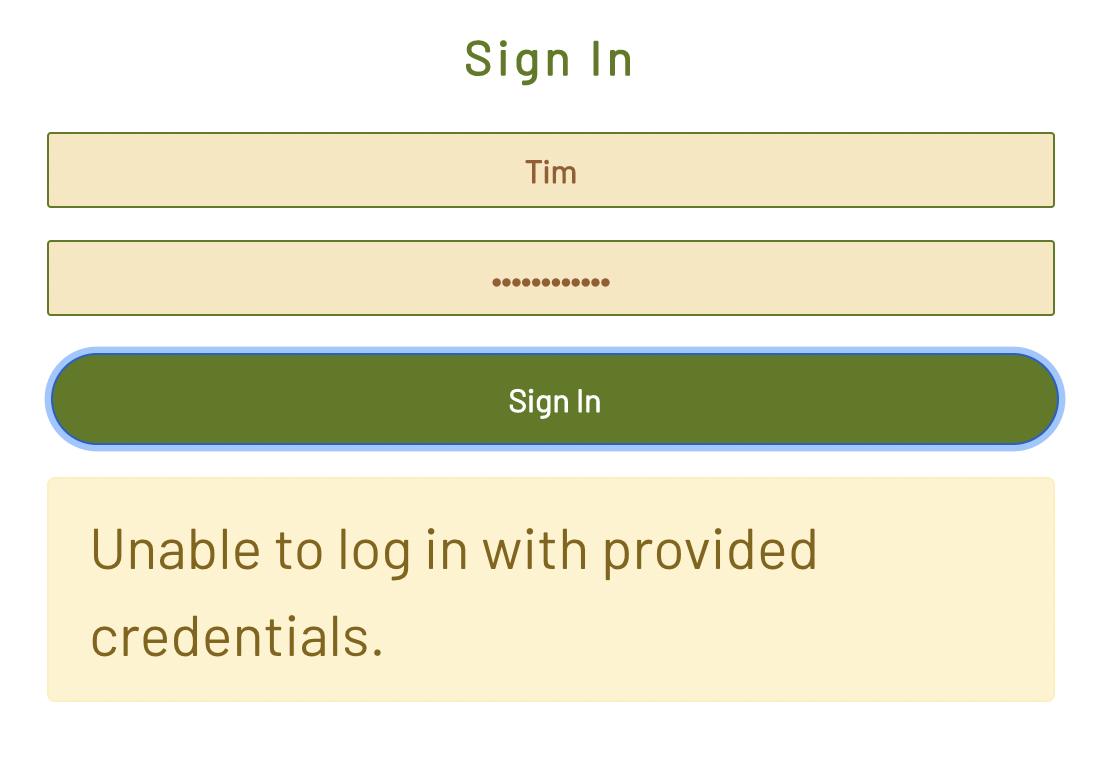 Sign In
Tim
••••••••••••
Sign In
Unable to log in with provided
credentials.